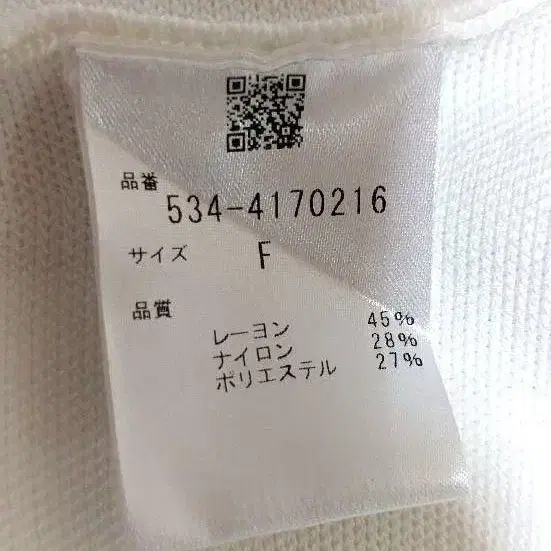 品番
534-4170216
サイズ F
品質
レーヨン 45%
ナイロン 28%
ポリエステル 27%